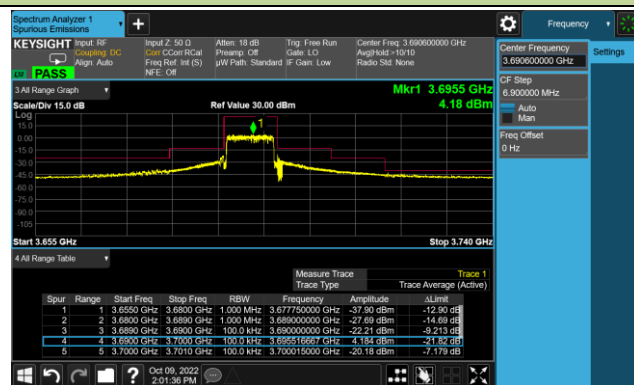 Spectrum Analyzer 1
Spurious Emissions
Frequency
KEYSIGHT
Input: RF
Coupling: DC
Align: Auto
Input Z: 50 Ω
Corr CCorr RCal
Freq Ref: Int (S)
NFE: Off
Atten: 18 dB
Preamp: Off
µW Path: Standard
Trig: Free Run
Gate: LO
IF Gain: Low
Center Freq: 3.690600000 GHz
Avg|Hold:>10/10
Radio Std: None
PASS
Center Frequency
3.690600000 GHz
Settings
CF Step
6.900000 MHz
Auto
Man
Freq Offset
0 Hz
3 All Range Graph
Mkr1 3.6955 GHz
Scale/Div 15.0 dB
Ref Value 30.00 dBm
4.18 dBm
Log
15.0
0.00
-15.0
-30.0
-45.0
-60.0
-75.0
-90.0
-105
1
Start 3.655 GHz
Stop 3.740 GHz
4 All Range Table
Measure Trace Trace 1
Trace Type Trace Average (Active)
Spur Range Start Freq Stop Freq RBW Frequency Amplitude ΔLimit
1 1 3.6550 GHz 3.6800 GHz 1.000 MHz 3.677750000 GHz -37.90 dBm -12.90 dB
2 2 3.6800 GHz 3.6890 GHz 1.000 MHz 3.689000000 GHz -27.69 dBm -14.69 dB
3 3 3.6890 GHz 3.6900 GHz 100.0 kHz 3.690000000 GHz -22.21 dBm -9.213 dB
4 4 3.6900 GHz 3.7000 GHz 100.0 kHz 3.695516667 GHz 4.184 dBm -21.82 dB
5 5 3.7000 GHz 3.7010 GHz 100.0 kHz 3.700015000 GHz -20.18 dBm -7.179 dB
?
Oct 09, 2022
2:01:36 PM